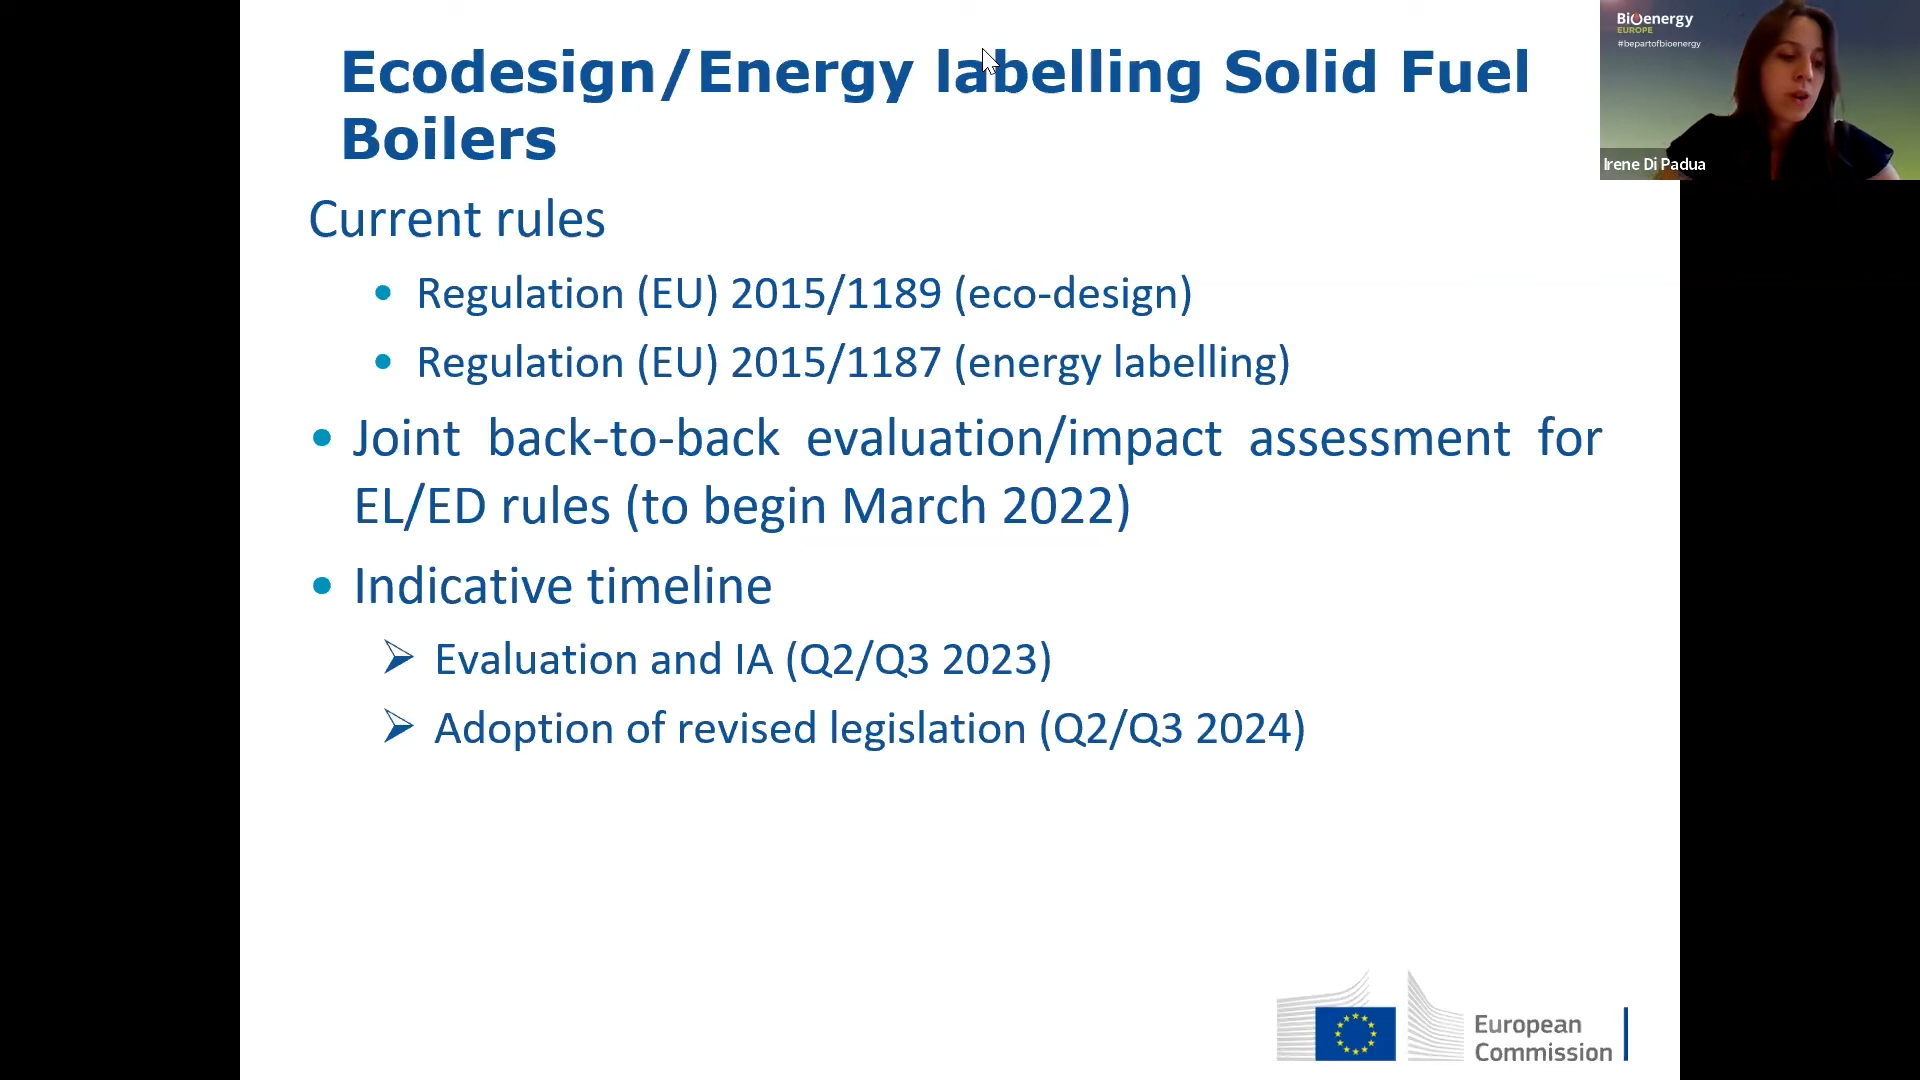 Ecodesign/Energy labelling Solid Fuel
Boilers
Current rules
• Regulation (EU) 2015/1189 (eco-design)
• Regulation (EU) 2015/1187 (energy labelling)
• Joint back-to-back evaluation/impact assessment for
EL/ED rules (to begin March 2022)
• Indicative timeline
➢ Evaluation and IA (Q2/Q3 2023)
➢ Adoption of revised legislation (Q2/Q3 2024)
European
Commission
Bioenergy
EUROPE
#bepartofbioenergy
Irene Di Padua